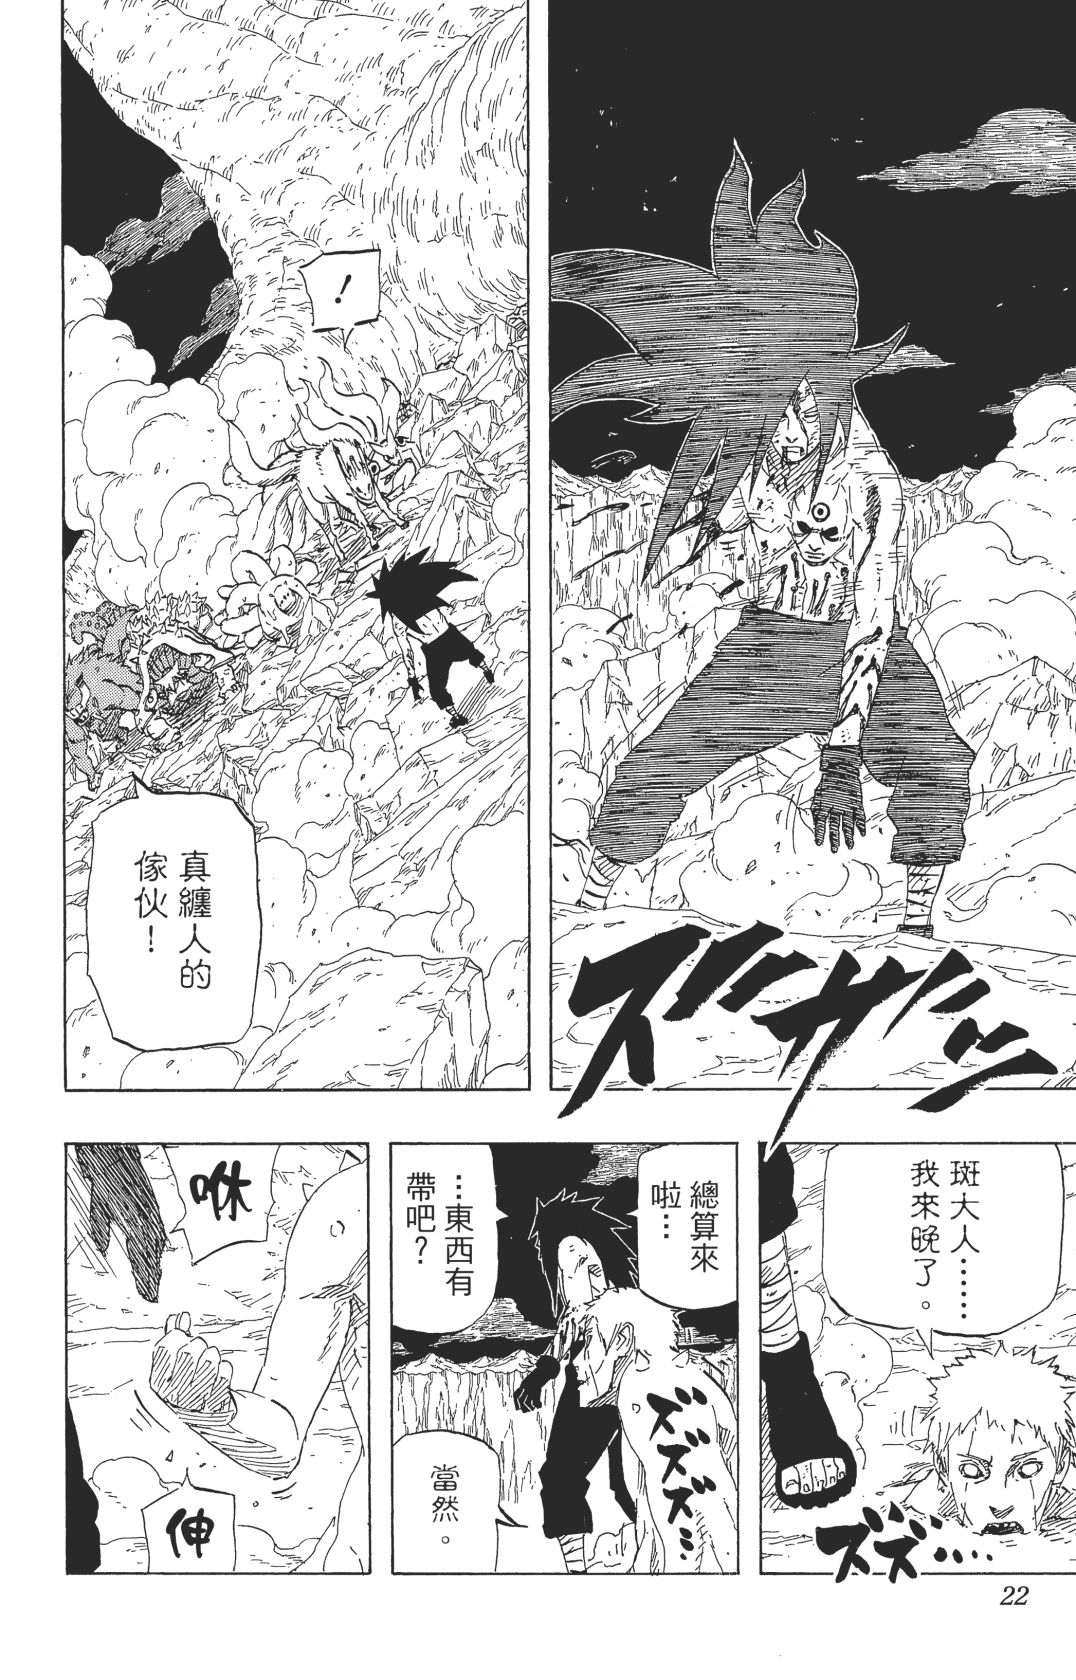 ズザッ
!
真纏人的
傢伙!
斑大人……
我來晚了。
ズズ‥‥
總算來
啦…
…東西有
帶吧?
ズズズ…
當然。
咻
伸
22